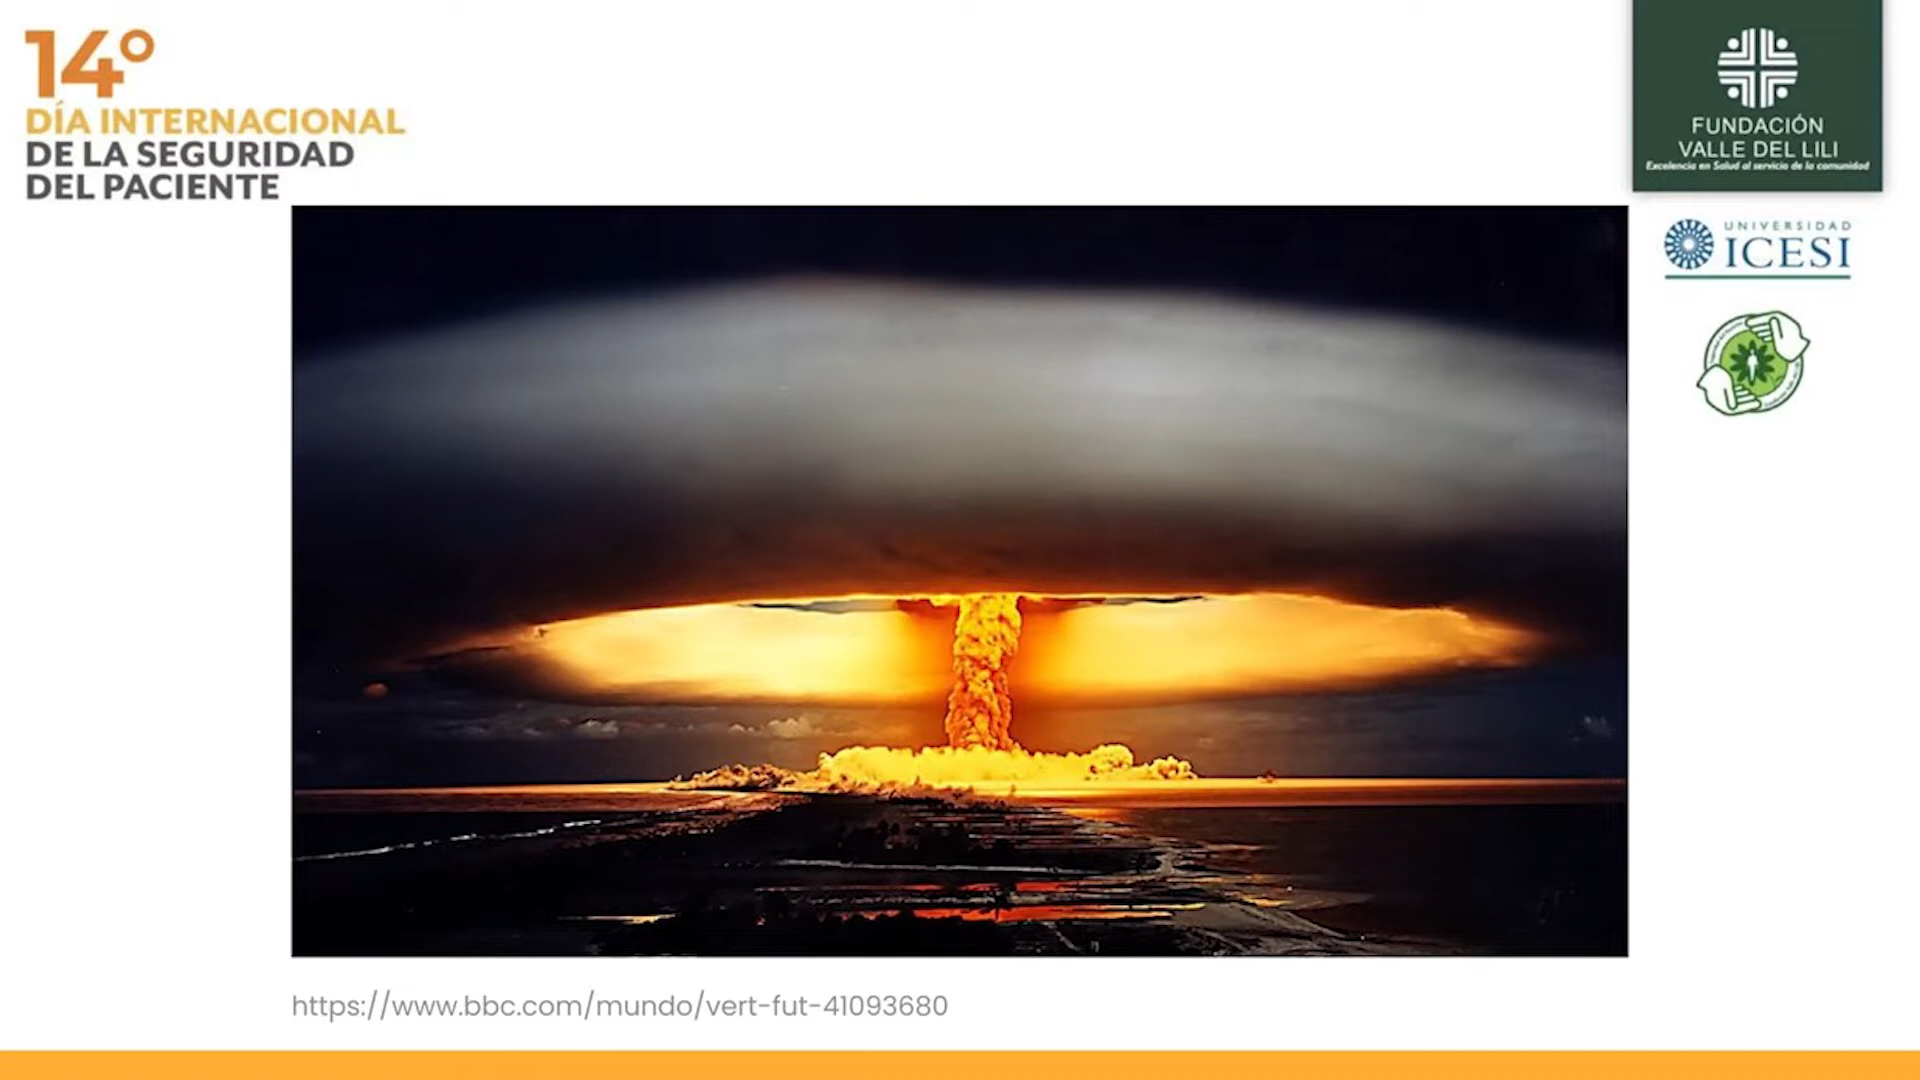 14°
DÍA INTERNACIONAL
DE LA SEGURIDAD
DEL PACIENTE
FUNDACIÓN
VALLE DEL LILI
Excelencia en Salud al servicio de la comunidad
UNIVERSIDAD
ICESI
https://www.bbc.com/mundo/vert-fut-41093680